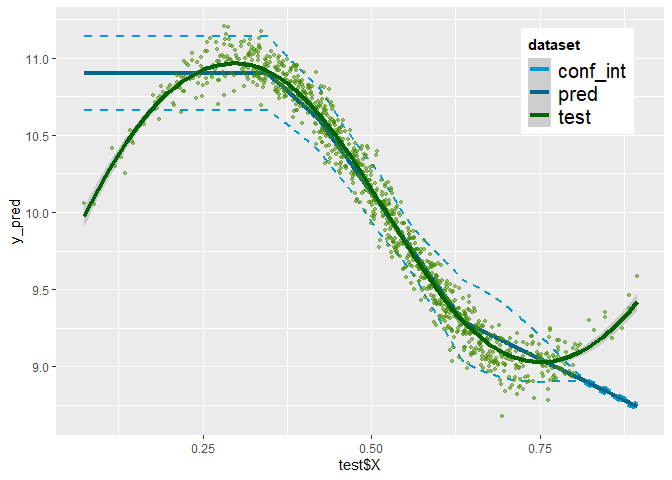 dataset
conf_int
pred
test
11.0
10.5
10.0
9.5
9.0
y_pred
0.25
0.50
0.75
test$X